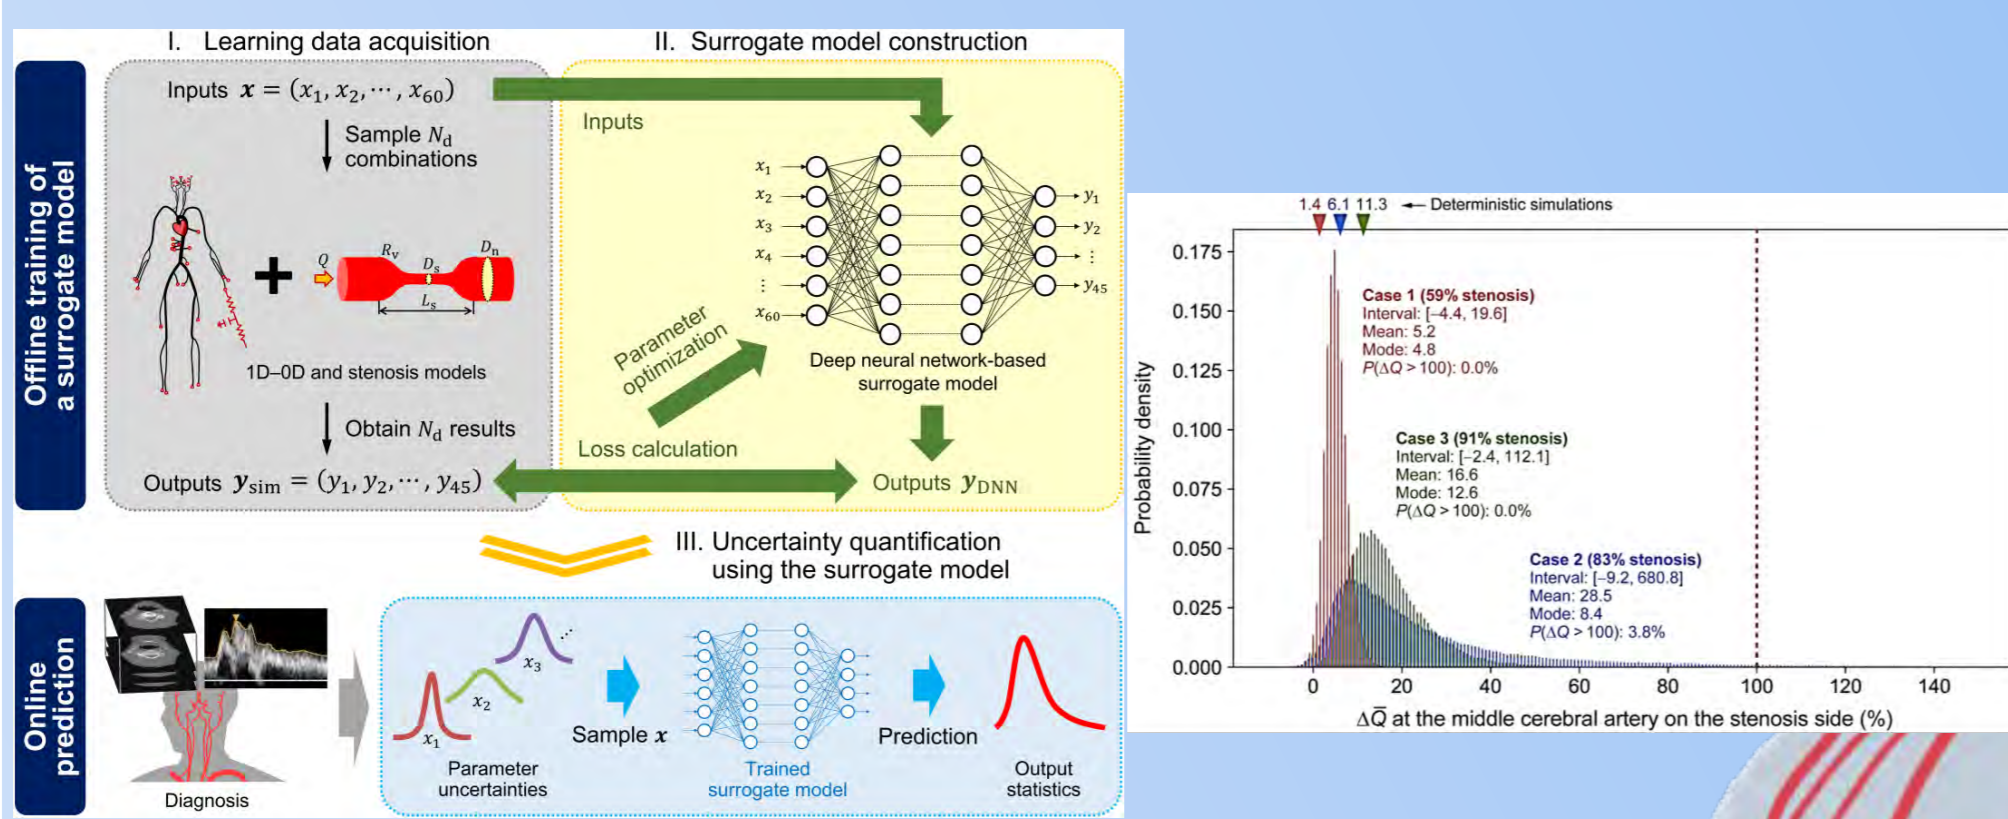 I. Learning data acquisition
II. Surrogate model construction
Offline training of
a surrogate model
Inputs x = (x1, x2, ⋯, x60)
Sample Nd
combinations
Q
Rv
Ds
Dn
Ls
1D–0D and stenosis models
Obtain Nd results
Outputs ysim = (y1, y2, ⋯, y45)
Inputs
x1
x2
x3
x4
⋮
x60
y1
y2
⋮
y45
Parameter
optimization
Deep neural network-based
surrogate model
Loss calculation
Outputs yDNN
III. Uncertainty quantification
using the surrogate model
Online
prediction
Diagnosis
x1
x2
x3
⋯
Parameter
uncertainties
Sample x
Trained
surrogate model
Prediction
Output
statistics
1.4 6.1 11.3 ← Deterministic simulations
Probability density
0.175
0.150
0.125
0.100
0.075
0.050
0.025
0.000
Case 1 (59% stenosis)
Interval: [−4.4, 19.6]
Mean: 5.2
Mode: 4.8
P(ΔQ > 100): 0.0%
Case 3 (91% stenosis)
Interval: [−2.4, 112.1]
Mean: 16.6
Mode: 12.6
P(ΔQ > 100): 0.0%
Case 2 (83% stenosis)
Interval: [−9.2, 680.8]
Mean: 28.5
Mode: 8.4
P(ΔQ > 100): 3.8%
0 20 40 60 80 100 120 140
ΔQ̅ at the middle cerebral artery on the stenosis side (%)